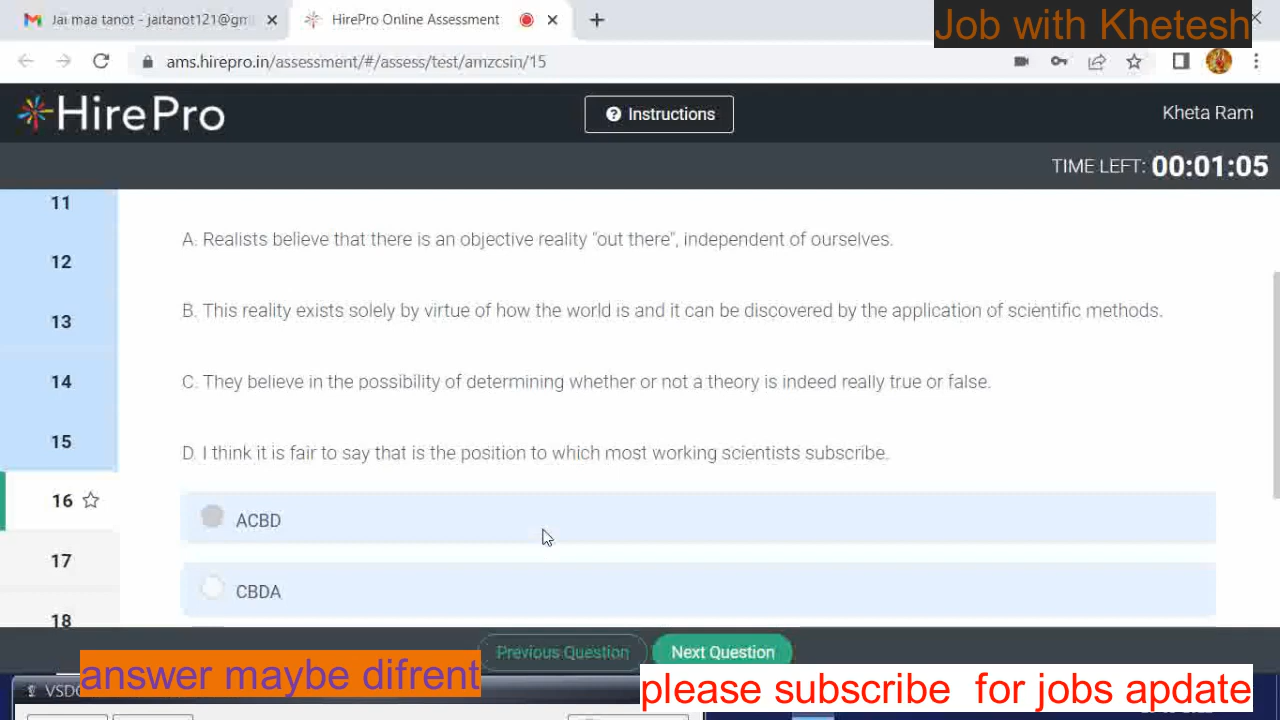 Jai maa tanot - jaitanot121@gm
HirePro Online Assessment
Job with Khetesh
ams.hirepro.in/assessment/#/assess/test/amzcsin/15
HirePro
Instructions
Kheta Ram
TIME LEFT: 00:01:05
11
A. Realists believe that there is an objective reality "out there", independent of ourselves.
12
B. This reality exists solely by virtue of how the world is and it can be discovered by the application of scientific methods.
13
14
C. They believe in the possibility of determining whether or not a theory is indeed really true or false.
15
D. I think it is fair to say that is the position to which most working scientists subscribe.
16
ACBD
17
CBDA
18
Previous Question
Next Question
answer maybe difrent
please subscribe for jobs apdate